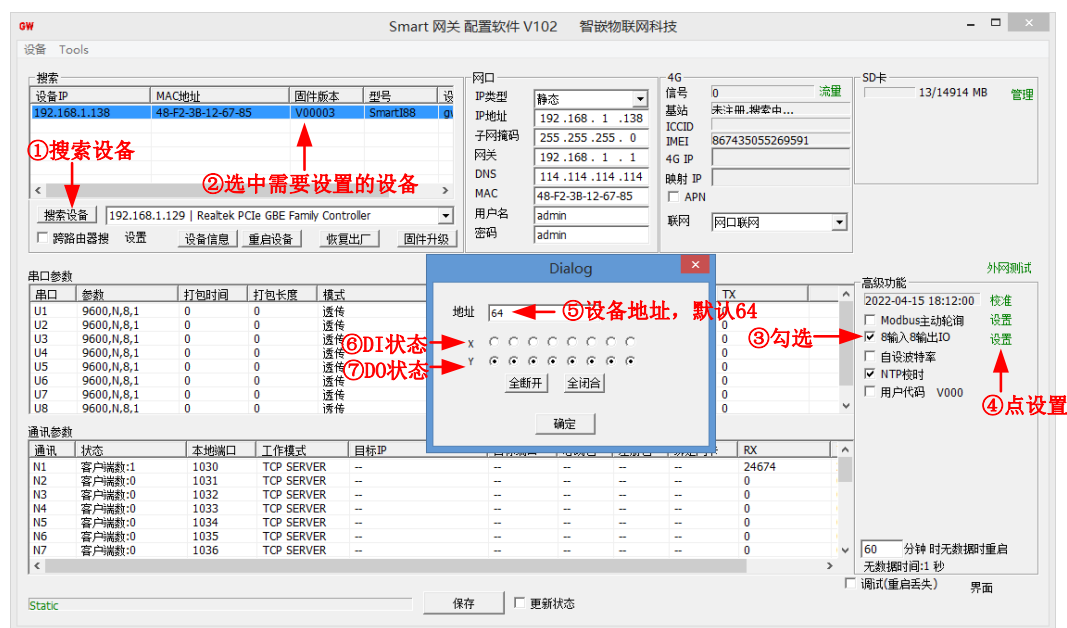 GW Smart 网关 配置软件 V102 智嵌物联网科技
设备 Tools
搜索
设备IP MAC地址 固件版本 型号 设
192.168.1.138 48-F2-3B-12-67-85 V00003 SmartI88
①搜索设备
②选中需要设置的设备
搜索设备 192.168.1.129 | Realtek PCIe GBE Family Controller
跨路由器搜 设置 设备信息 重启设备 恢复出厂 固件升级
网口
IP类型 静态
IP地址 192 .168 . 1 .138
子网掩码 255 .255 .255 . 0
网关 192 .168 . 1 . 1
DNS 114 .114 .114 .114
MAC 48-F2-3B-12-67-85
用户名 admin
密码 admin
4G
信号 0 流量
基站 未注册.搜索中...
ICCID
IMEI 867435055269591
4G IP
映射 IP
APN
联网 网口联网
SD卡
13/14914 MB 管理
外网测试
串口参数
串口 参数 打包时间 打包长度 模式 TX
U1 9600,N,8,1 0 0 透传
U2 9600,N,8,1 0 0 透传 0
U3 9600,N,8,1 0 0 透传 0
U4 9600,N,8,1 0 0 透传 0
U5 9600,N,8,1 0 0 透传 0
U6 9600,N,8,1 0 0 透传 0
U7 9600,N,8,1 0 0 透传 0
U8 9600,N,8,1 0 0 透传 0
Dialog
地址 64
⑤设备地址，默认64
⑥DI状态 X
⑦DO状态 Y
全断开 全闭合
确定
高级功能
2022-04-15 18:12:00 校准
Modbus主动轮询 设置
③勾选 8输入8输出IO 设置
自设波特率
NTP校时
用户代码 V000
④点设置
通讯参数
通讯 状态 本地端口 工作模式 目标IP RX
N1 客户端数:1 1030 TCP SERVER -- -- -- -- -- 24674
N2 客户端数:0 1031 TCP SERVER -- -- -- -- -- 0
N3 客户端数:0 1032 TCP SERVER -- -- -- -- -- 0
N4 客户端数:0 1033 TCP SERVER -- -- -- -- -- 0
N5 客户端数:0 1034 TCP SERVER -- -- -- -- -- 0
N6 客户端数:0 1035 TCP SERVER -- -- -- -- -- 0
N7 客户端数:0 1036 TCP SERVER -- -- -- -- -- 0
60 分钟 时无数据时重启
无数据时间:1 秒
调试(重启丢失) 界面
Static 保存 更新状态